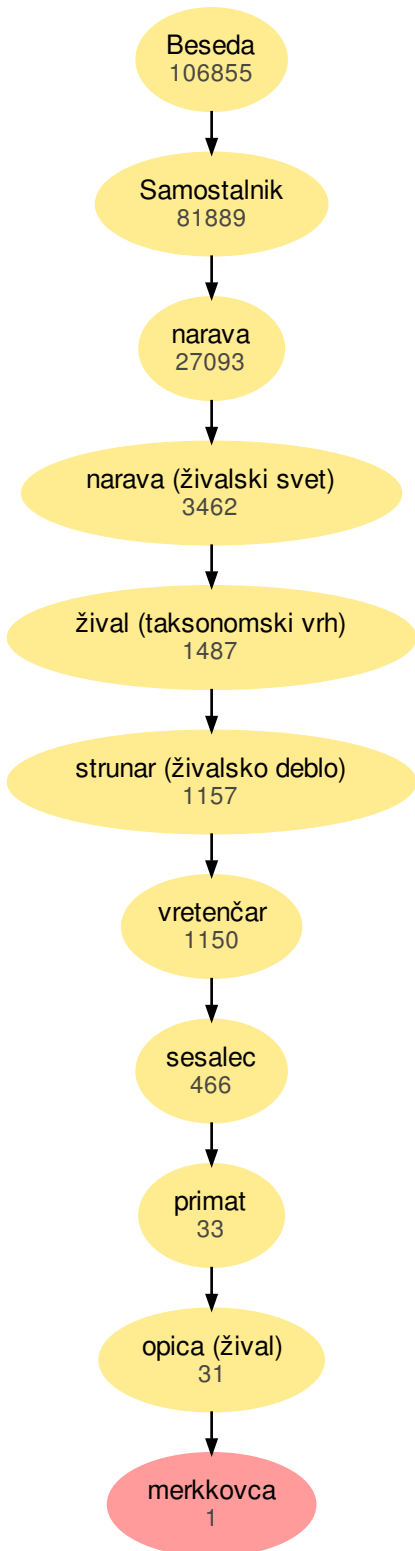 Beseda
106855
Samostalnik
81889
narava
27093
narava (živalski svet)
3462
žival (taksonomski vrh)
1487
strunar (živalsko deblo)
1157
vretenčar
1150
sesalec
466
primat
33
opica (žival)
31
merkkovca
1